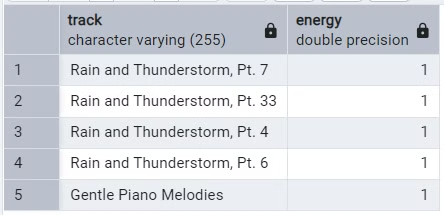 track energy
character varying (255) double precision
1 Rain and Thunderstorm, Pt. 7 1
2 Rain and Thunderstorm, Pt. 33 1
3 Rain and Thunderstorm, Pt. 4 1
4 Rain and Thunderstorm, Pt. 6 1
5 Gentle Piano Melodies 1